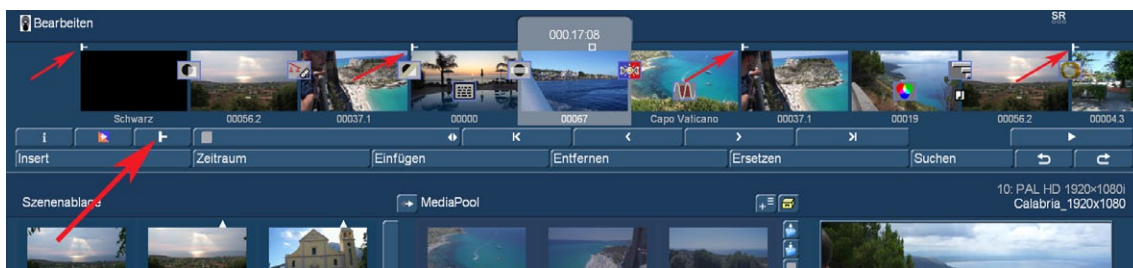 Bearbeiten
SR
000.17:08
Schwarz 00056.2 00037.1 00000 00067 Capo Vaticano 00037.1 00019 00056.2 00004.3
i
Insert Zeitraum Einfügen Entfernen Ersetzen Suchen
10: PAL HD 1920×1080i
Szenenablage MediaPool Calabria_1920x1080